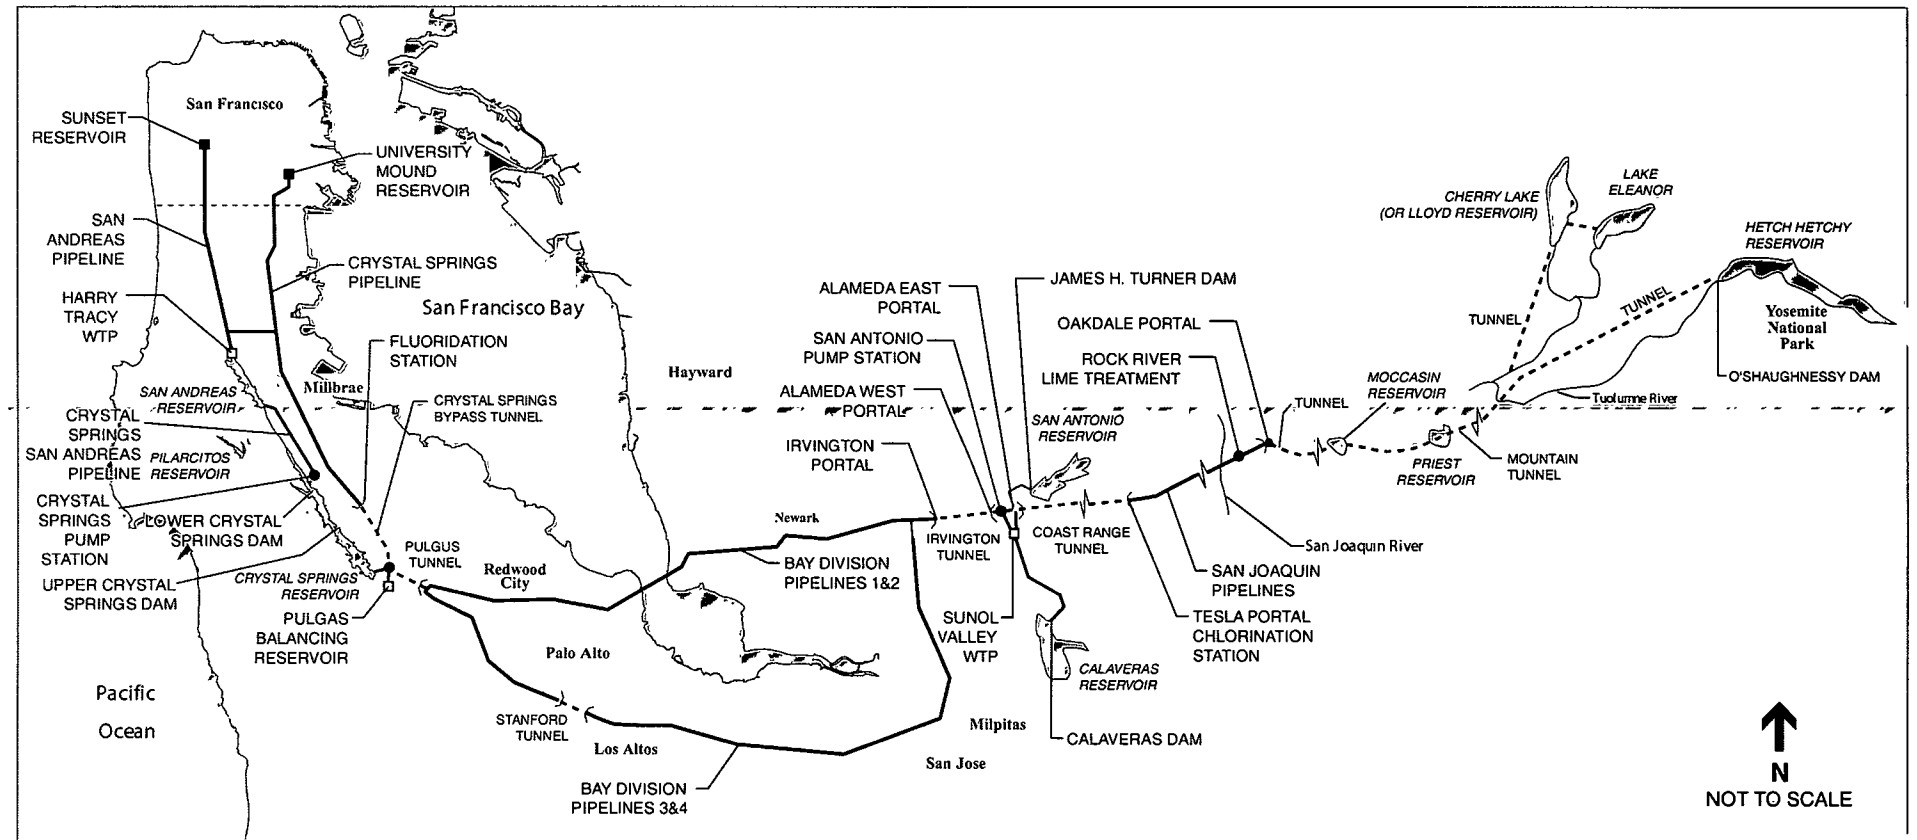 San Francisco
SUNSET
RESERVOIR
UNIVERSITY
MOUND
RESERVOIR
SAN
ANDREAS
PIPELINE
CRYSTAL SPRINGS
PIPELINE
San Francisco Bay
HARRY
TRACY
WTP
FLUORIDATION
STATION
Millbrae
SAN ANDREAS
RESERVOIR
CRYSTAL SPRINGS
BYPASS TUNNEL
CRYSTAL
SPRINGS
SAN ANDREAS
PIPELINE
PILARCITOS
RESERVOIR
CRYSTAL
SPRINGS
PUMP
STATION
LOWER CRYSTAL
SPRINGS DAM
UPPER CRYSTAL
SPRINGS DAM
CRYSTAL SPRINGS
RESERVOIR
PULGAS
BALANCING
RESERVOIR
PULGUS
TUNNEL
Redwood
City
Palo Alto
Pacific
Ocean
STANFORD
TUNNEL
Los Altos
BAY DIVISION
PIPELINES 3&4
Hayward
Newark
BAY DIVISION
PIPELINES 1&2
ALAMEDA EAST
PORTAL
SAN ANTONIO
PUMP STATION
ALAMEDA WEST
PORTAL
IRVINGTON
PORTAL
JAMES H. TURNER DAM
OAKDALE PORTAL
ROCK RIVER
LIME TREATMENT
SAN ANTONIO
RESERVOIR
IRVINGTON
TUNNEL
COAST RANGE
TUNNEL
SUNOL
VALLEY
WTP
CALAVERAS
RESERVOIR
Milpitas
San Jose
CALAVERAS DAM
San Joaquin River
SAN JOAQUIN
PIPELINES
TESLA PORTAL
CHLORINATION
STATION
TUNNEL
MOCCASIN
RESERVOIR
PRIEST
RESERVOIR
MOUNTAIN
TUNNEL
CHERRY LAKE
(OR LLOYD RESERVOIR)
LAKE
ELEANOR
HETCH HETCHY
RESERVOIR
TUNNEL
TUNNEL
Yosemite
National
Park
O'SHAUGHNESSY DAM
Tuolumne River
N
NOT TO SCALE